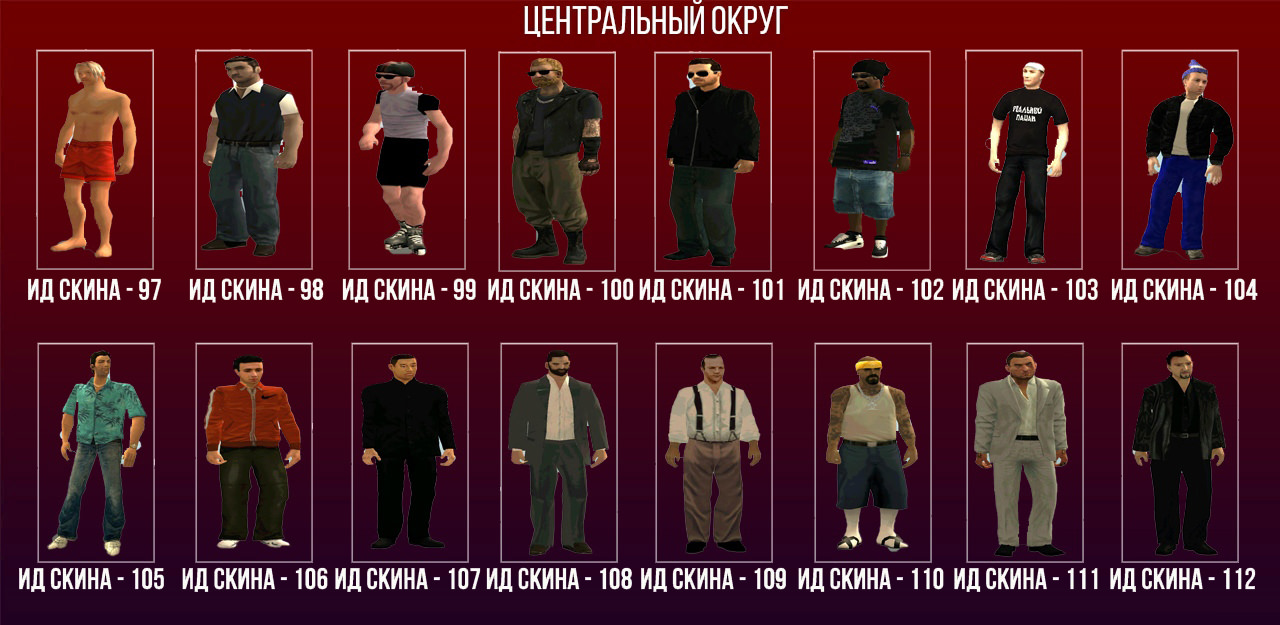 ЦЕНТРАЛЬНЫЙ ОКРУГ
РЕАЛЬНЫЙ
ПАЦАН
ИД СКИНА - 97 ИД СКИНА - 98 ИД СКИНА - 99 ИД СКИНА - 100 ИД СКИНА - 101 ИД СКИНА - 102 ИД СКИНА - 103 ИД СКИНА - 104
ИД СКИНА - 105 ИД СКИНА - 106 ИД СКИНА - 107 ИД СКИНА - 108 ИД СКИНА - 109 ИД СКИНА - 110 ИД СКИНА - 111 ИД СКИНА - 112